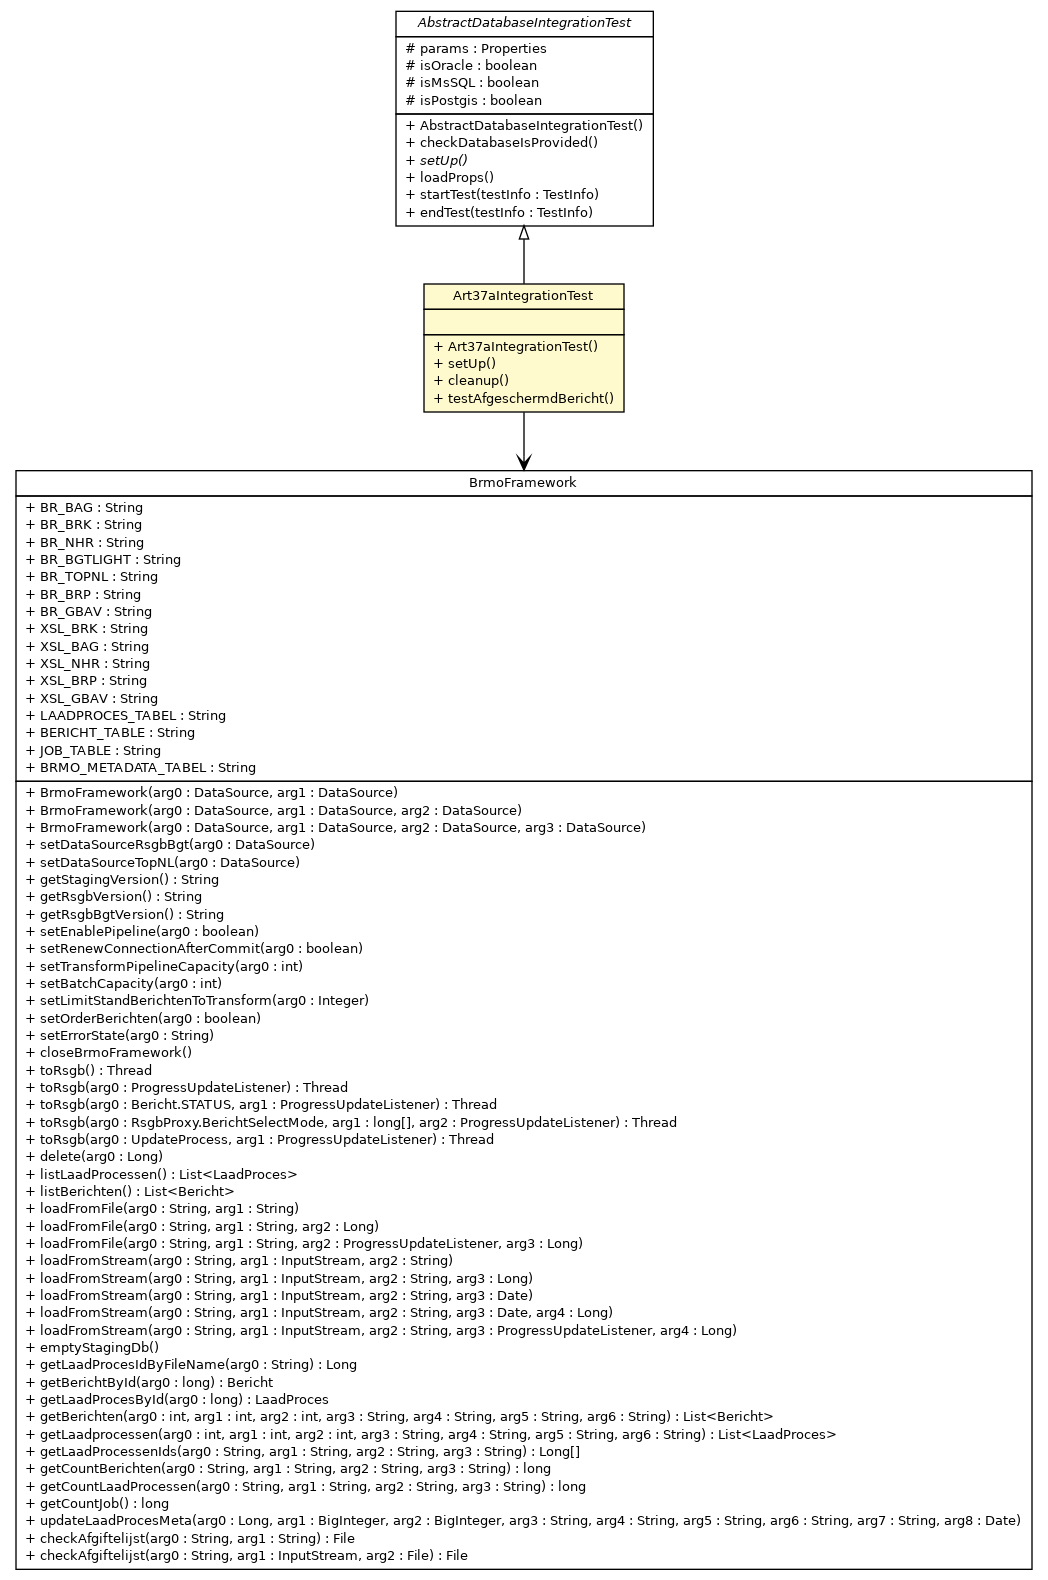 AbstractDatabaseIntegrationTest
# params : Properties
# isOracle : boolean
# isMsSQL : boolean
# isPostgis : boolean
+ AbstractDatabaseIntegrationTest()
+ checkDatabaseIsProvided()
+ setUp()
+ loadProps()
+ startTest(testInfo : TestInfo)
+ endTest(testInfo : TestInfo)
Art37aIntegrationTest
+ Art37aIntegrationTest()
+ setUp()
+ cleanup()
+ testAfgeschermdBericht()
BrmoFramework
+ BR_BAG : String
+ BR_BRK : String
+ BR_NHR : String
+ BR_BGTLIGHT : String
+ BR_TOPNL : String
+ BR_BRP : String
+ BR_GBAV : String
+ XSL_BRK : String
+ XSL_BAG : String
+ XSL_NHR : String
+ XSL_BRP : String
+ XSL_GBAV : String
+ LAADPROCES_TABEL : String
+ BERICHT_TABLE : String
+ JOB_TABLE : String
+ BRMO_METADATA_TABEL : String
+ BrmoFramework(arg0 : DataSource, arg1 : DataSource)
+ BrmoFramework(arg0 : DataSource, arg1 : DataSource, arg2 : DataSource)
+ BrmoFramework(arg0 : DataSource, arg1 : DataSource, arg2 : DataSource, arg3 : DataSource)
+ setDataSourceRsgbBgt(arg0 : DataSource)
+ setDataSourceTopNL(arg0 : DataSource)
+ getStagingVersion() : String
+ getRsgbVersion() : String
+ getRsgbBgtVersion() : String
+ setEnablePipeline(arg0 : boolean)
+ setRenewConnectionAfterCommit(arg0 : boolean)
+ setTransformPipelineCapacity(arg0 : int)
+ setBatchCapacity(arg0 : int)
+ setLimitStandBerichtenToTransform(arg0 : Integer)
+ setOrderBerichten(arg0 : boolean)
+ setErrorState(arg0 : String)
+ closeBrmoFramework()
+ toRsgb() : Thread
+ toRsgb(arg0 : ProgressUpdateListener) : Thread
+ toRsgb(arg0 : Bericht.STATUS, arg1 : ProgressUpdateListener) : Thread
+ toRsgb(arg0 : RsgbProxy.BerichtSelectMode, arg1 : long[], arg2 : ProgressUpdateListener) : Thread
+ toRsgb(arg0 : UpdateProcess, arg1 : ProgressUpdateListener) : Thread
+ delete(arg0 : Long)
+ listLaadProcessen() : List<LaadProces>
+ listBerichten() : List<Bericht>
+ loadFromFile(arg0 : String, arg1 : String)
+ loadFromFile(arg0 : String, arg1 : String, arg2 : Long)
+ loadFromFile(arg0 : String, arg1 : String, arg2 : ProgressUpdateListener, arg3 : Long)
+ loadFromStream(arg0 : String, arg1 : InputStream, arg2 : String)
+ loadFromStream(arg0 : String, arg1 : InputStream, arg2 : String, arg3 : Long)
+ loadFromStream(arg0 : String, arg1 : InputStream, arg2 : String, arg3 : Date)
+ loadFromStream(arg0 : String, arg1 : InputStream, arg2 : String, arg3 : Date, arg4 : Long)
+ loadFromStream(arg0 : String, arg1 : InputStream, arg2 : String, arg3 : ProgressUpdateListener, arg4 : Long)
+ emptyStagingDb()
+ getLaadProcesIdByFileName(arg0 : String) : Long
+ getBerichtById(arg0 : long) : Bericht
+ getLaadProcesById(arg0 : long) : LaadProces
+ getBerichten(arg0 : int, arg1 : int, arg2 : int, arg3 : String, arg4 : String, arg5 : String, arg6 : String) : List<Bericht>
+ getLaadprocessen(arg0 : int, arg1 : int, arg2 : int, arg3 : String, arg4 : String, arg5 : String, arg6 : String) : List<LaadProces>
+ getLaadProcessenIds(arg0 : String, arg1 : String, arg2 : String, arg3 : String) : Long[]
+ getCountBerichten(arg0 : String, arg1 : String, arg2 : String, arg3 : String) : long
+ getCountLaadProcessen(arg0 : String, arg1 : String, arg2 : String, arg3 : String) : long
+ getCountJob() : long
+ updateLaadProcesMeta(arg0 : Long, arg1 : BigInteger, arg2 : BigInteger, arg3 : String, arg4 : String, arg5 : String, arg6 : String, arg7 : String, arg8 : Date)
+ checkAfgiftelijst(arg0 : String, arg1 : String) : File
+ checkAfgiftelijst(arg0 : String, arg1 : InputStream, arg2 : File) : File